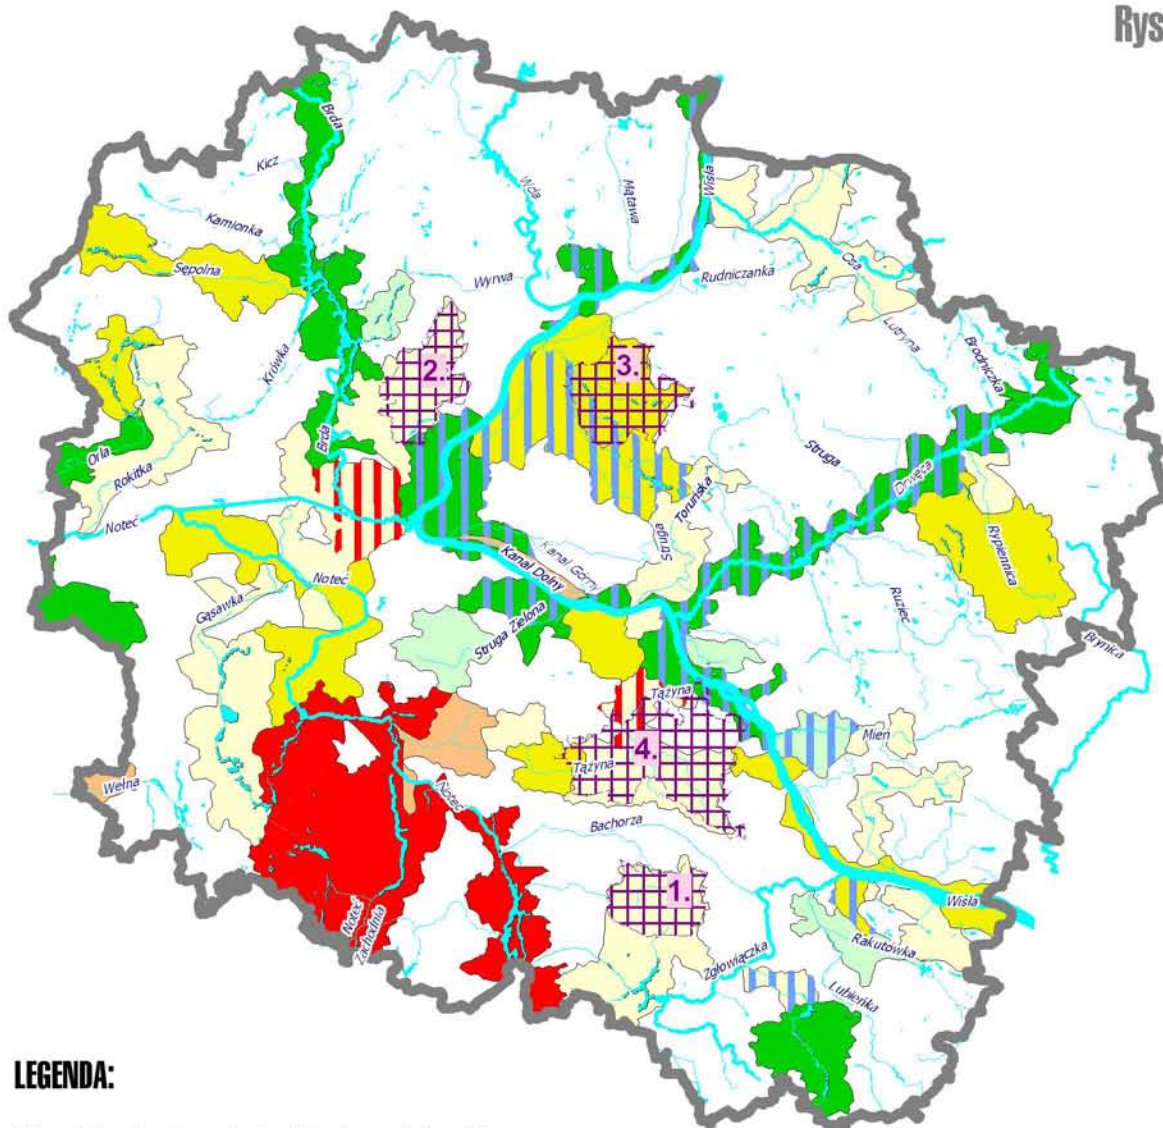 Rys
Brda
Kicz
Wda
Mątawa
Wisła
Kamionka
Sępolna
Wyrwa
Rudniczanka
Osa
Lutryna
Krówka
2.
3.
Brodniczka
Orla
Rokitka
Brda
Struga
Drwęca
Noteć
Struga
Toruńska
Rypiennica
Kanał Górny
Kanał Dolny
Noteć
Gąsawka
Struga Zielona
Ruziec
Brynica
Tążyna
4.
Mień
Tążyna
Wełna
Noteć
Bachorza
1.
Wisła
Noteć
Zachodnia
Rakutówka
Zgłowiączka
Lubieńka
LEGENDA: